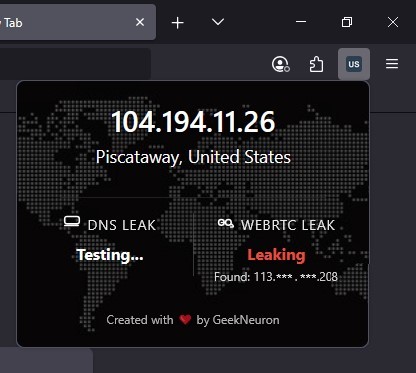 Tab
US
104.194.11.26
Piscataway, United States
DNS LEAK
Testing...
WEBRTC LEAK
Leaking
Found: 113.***.***.208
Created with ❤ by GeekNeuron